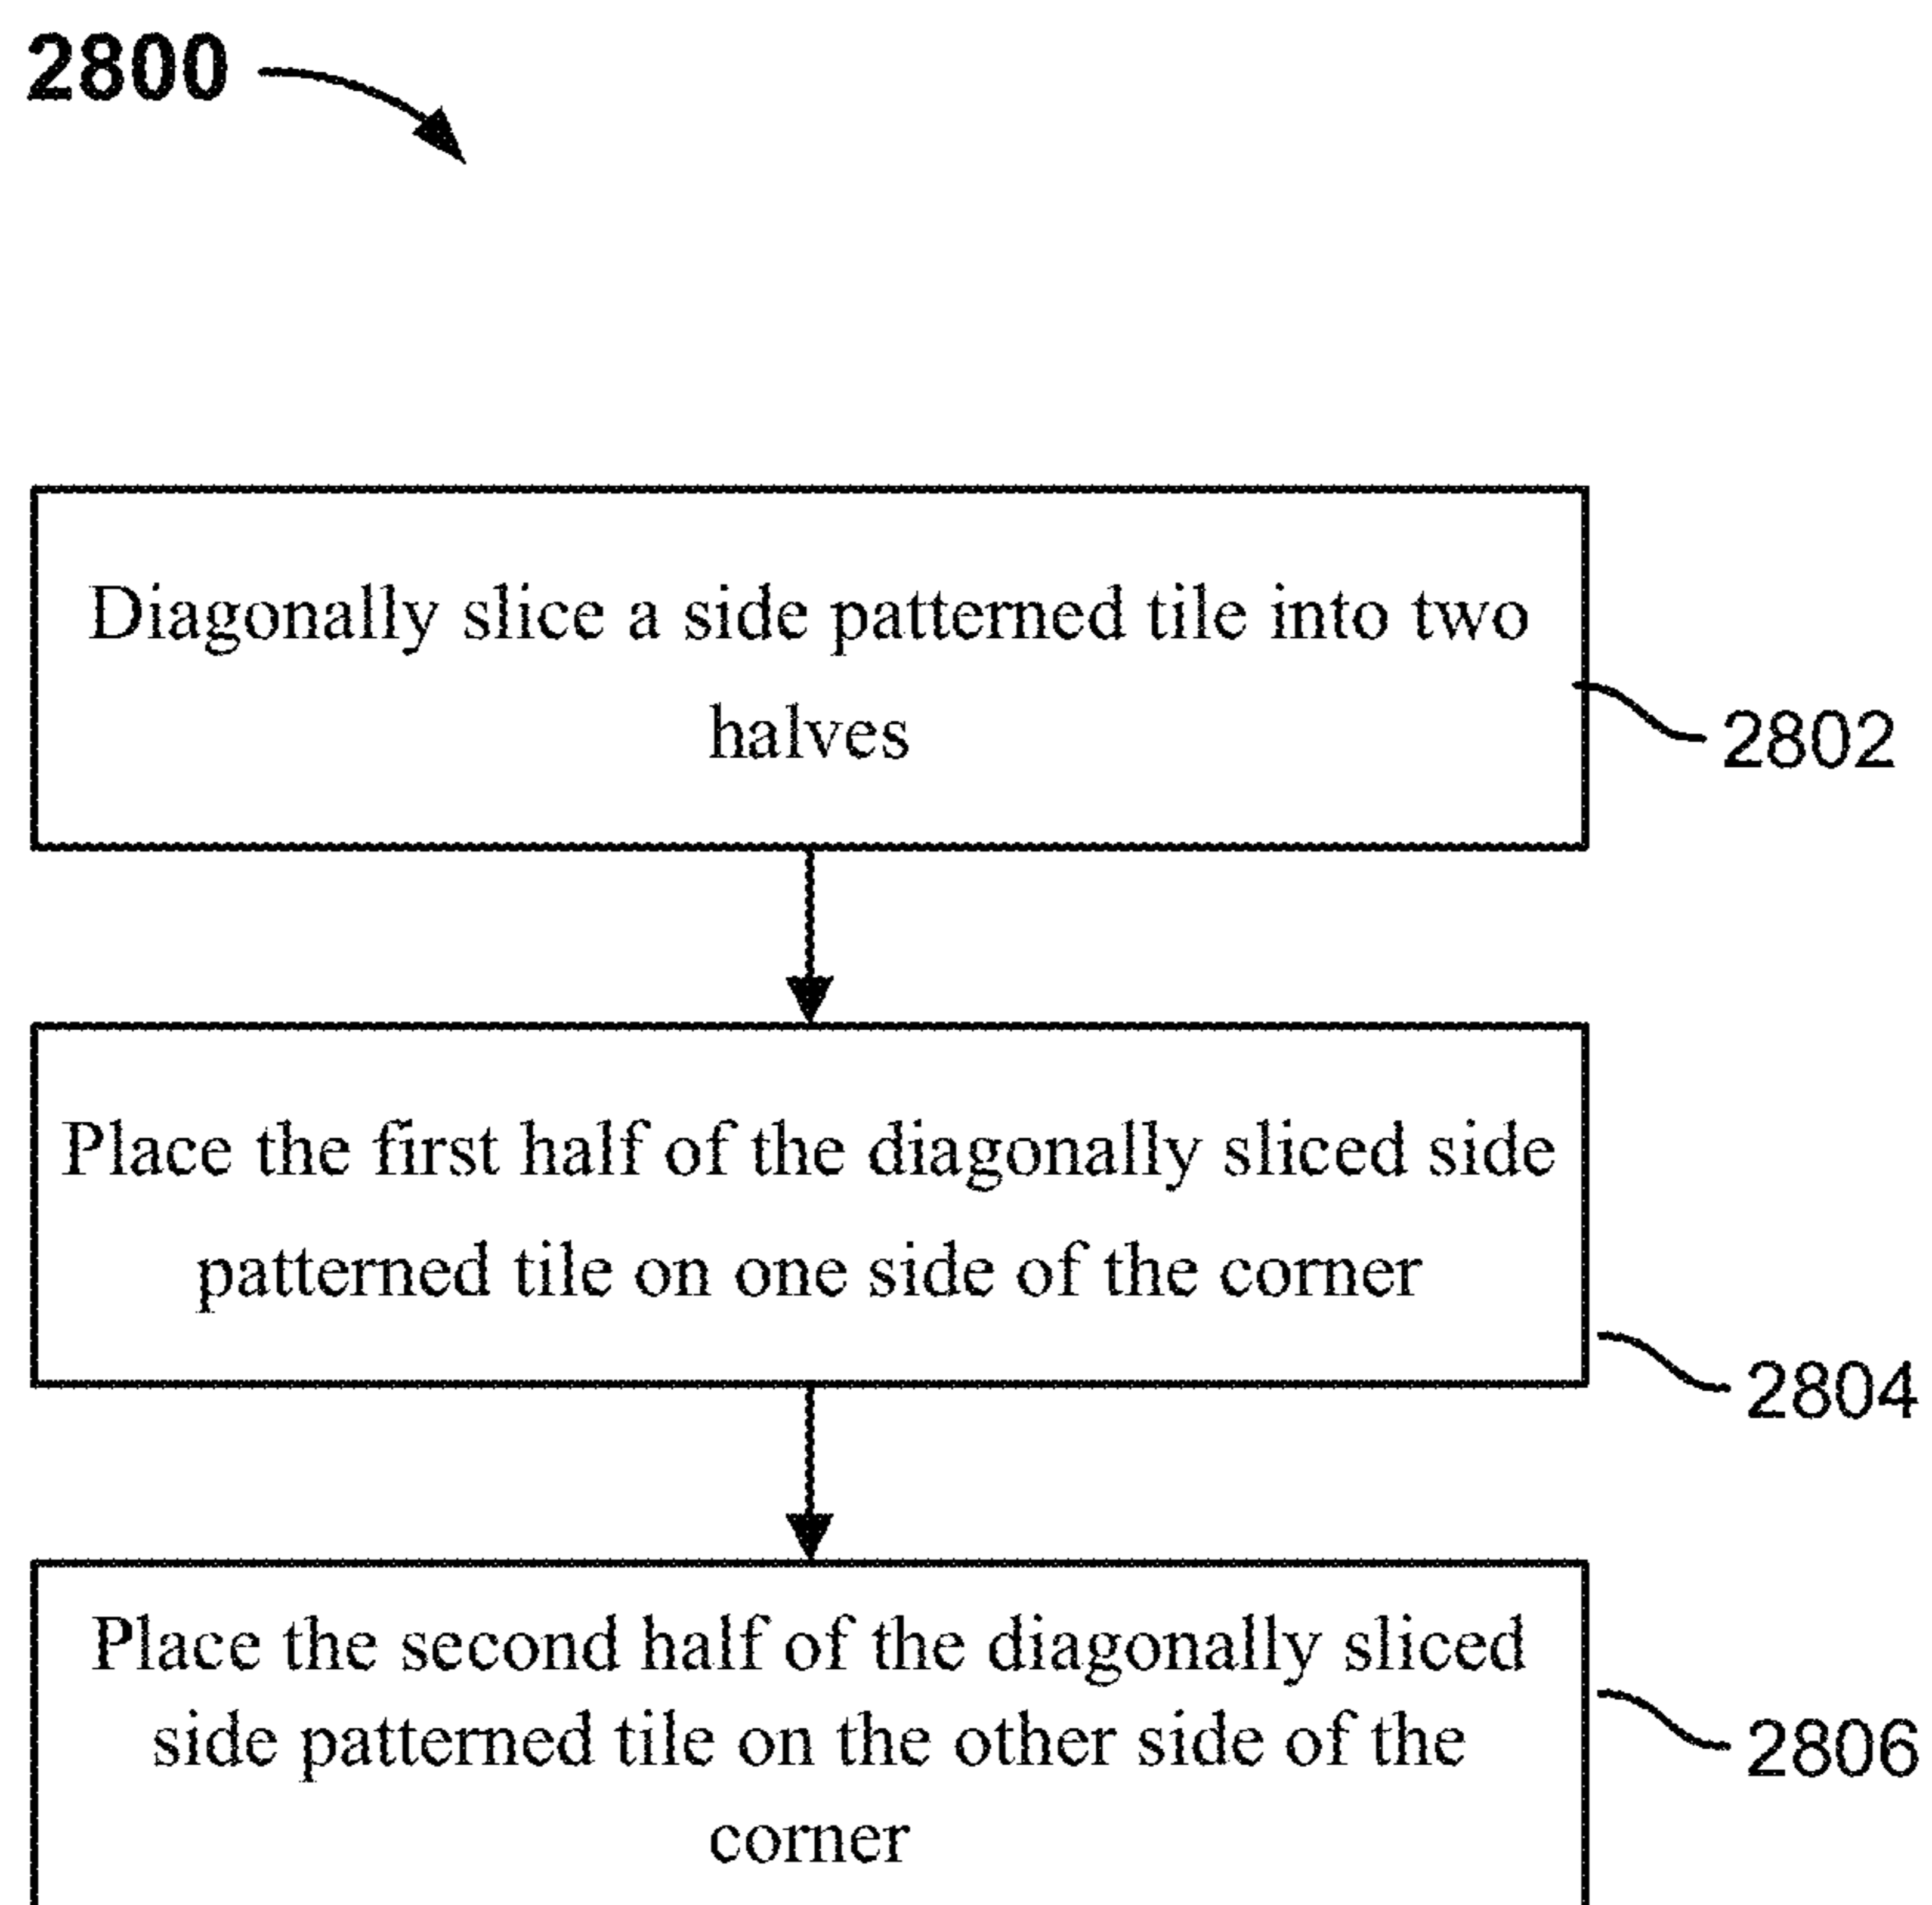 2800
Diagonally slice a side patterned tile into two
halves
2802
Place the first half of the diagonally sliced side
patterned tile on one side of the corner
2804
Place the second half of the diagonally sliced
side patterned tile on the other side of the
corner
2806